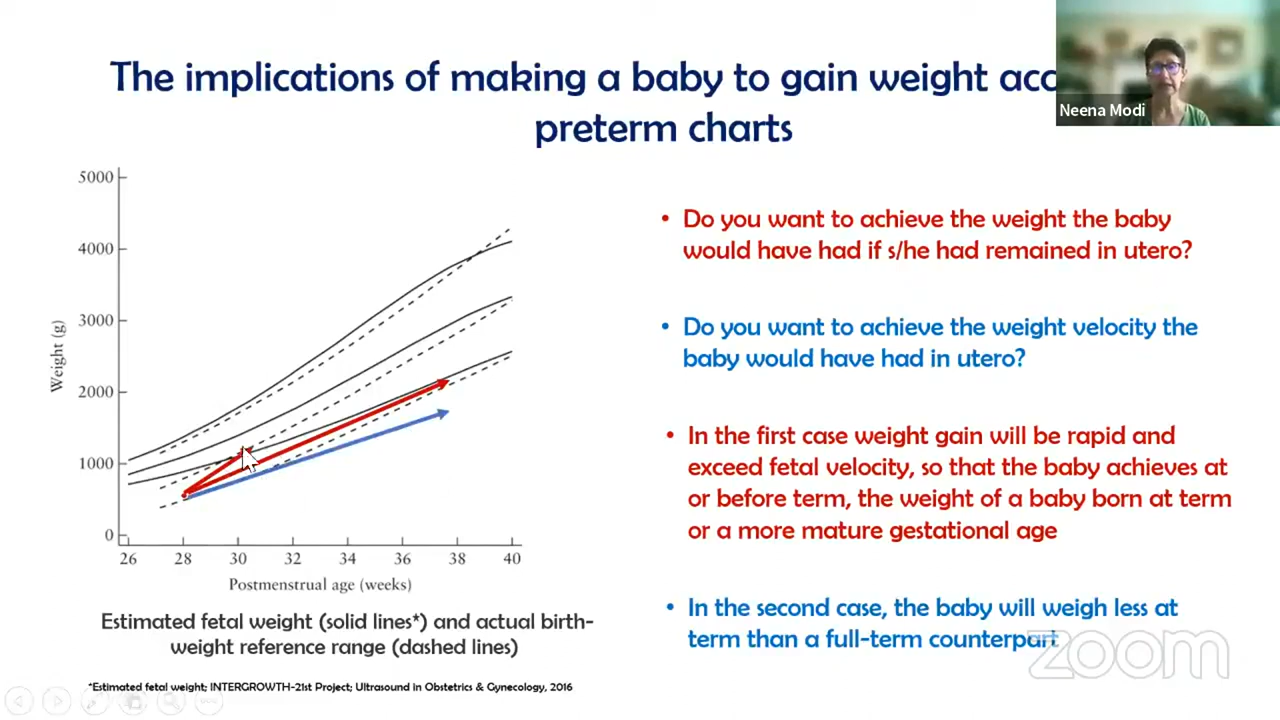 The implications of making a baby to gain weight
preterm charts
Neena Modi
5000
4000
3000
2000
1000
0
Weight (g)
26 28 30 32 34 36 38 40
Postmenstrual age (weeks)
Estimated fetal weight (solid lines*) and actual birth-
weight reference range (dashed lines)
*Estimated fetal weight; INTERGROWTH-21st Project; Ultrasound in Obstetrics & Gynecology, 2016
• Do you want to achieve the weight the baby
would have had if s/he had remained in utero?
• Do you want to achieve the weight velocity the
baby would have had in utero?
• In the first case weight gain will be rapid and
exceed fetal velocity, so that the baby achieves at
or before term, the weight of a baby born at term
or a more mature gestational age
• In the second case, the baby will weigh less at
term than a full-term counterpart
zoom